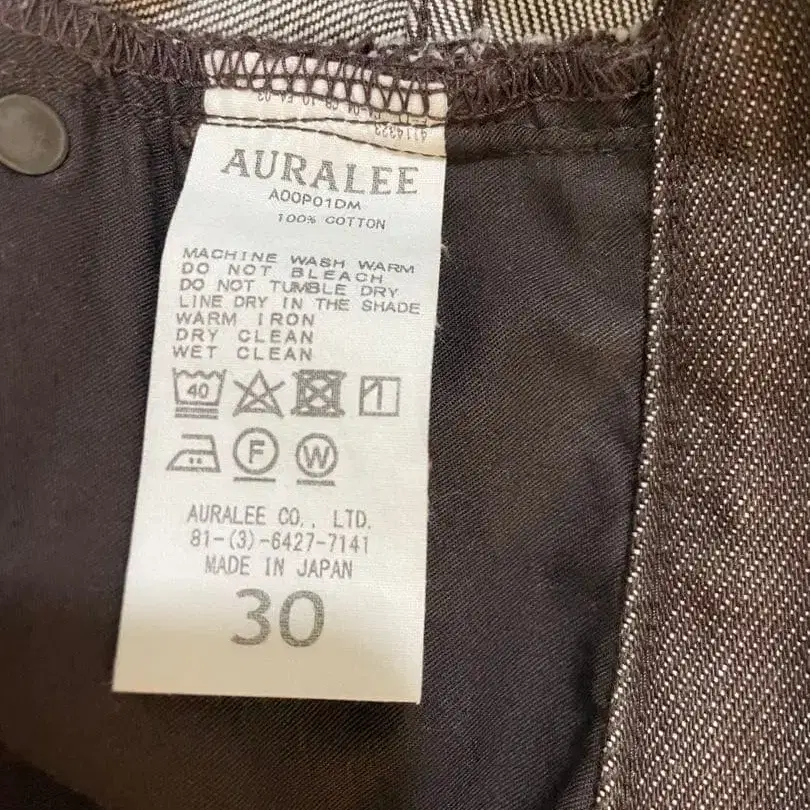 AURALEE
A00P01DM
100% COTTON
MACHINE WASH WARM
DO NOT BLEACH
DO NOT TUMBLE DRY
LINE DRY IN THE SHADE
WARM IRON
DRY CLEAN
WET CLEAN
40
F W
AURALEE CO., LTD.
81-(3)-6427-7141
MADE IN JAPAN
30